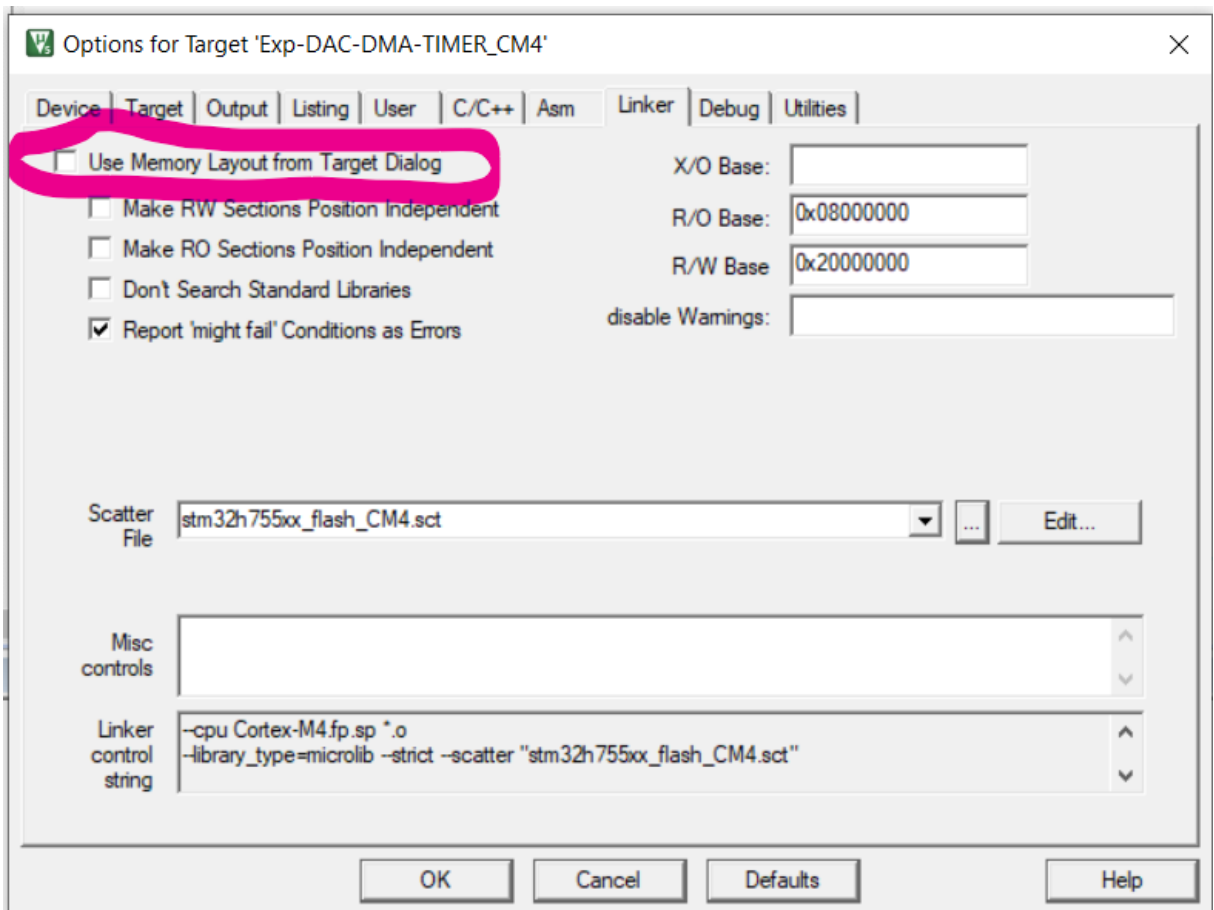 Options for Target 'Exp-DAC-DMA-TIMER_CM4'
Device Target Output Listing User C/C++ Asm Linker Debug Utilities
Use Memory Layout from Target Dialog
Make RW Sections Position Independent
Make RO Sections Position Independent
Don't Search Standard Libraries
Report 'might fail' Conditions as Errors
X/O Base:
R/O Base: 0x08000000
R/W Base 0x20000000
disable Warnings:
Scatter
File
stm32h755xx_flash_CM4.sct
... Edit...
Misc
controls
Linker
control
string
--cpu Cortex-M4.fp.sp *.o
--library_type=microlib --strict --scatter "stm32h755xx_flash_CM4.sct"
OK Cancel Defaults Help